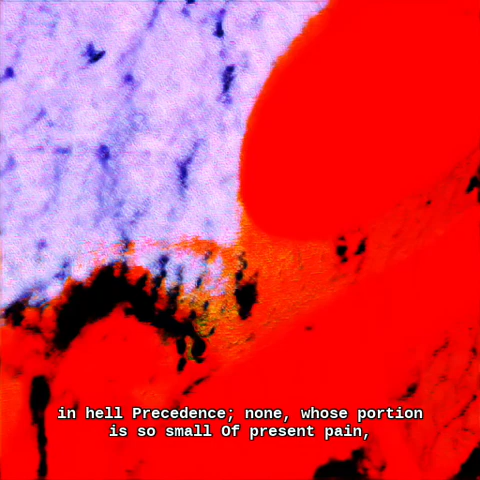 in hell Precedence; none, whose portion
is so small Of present pain,